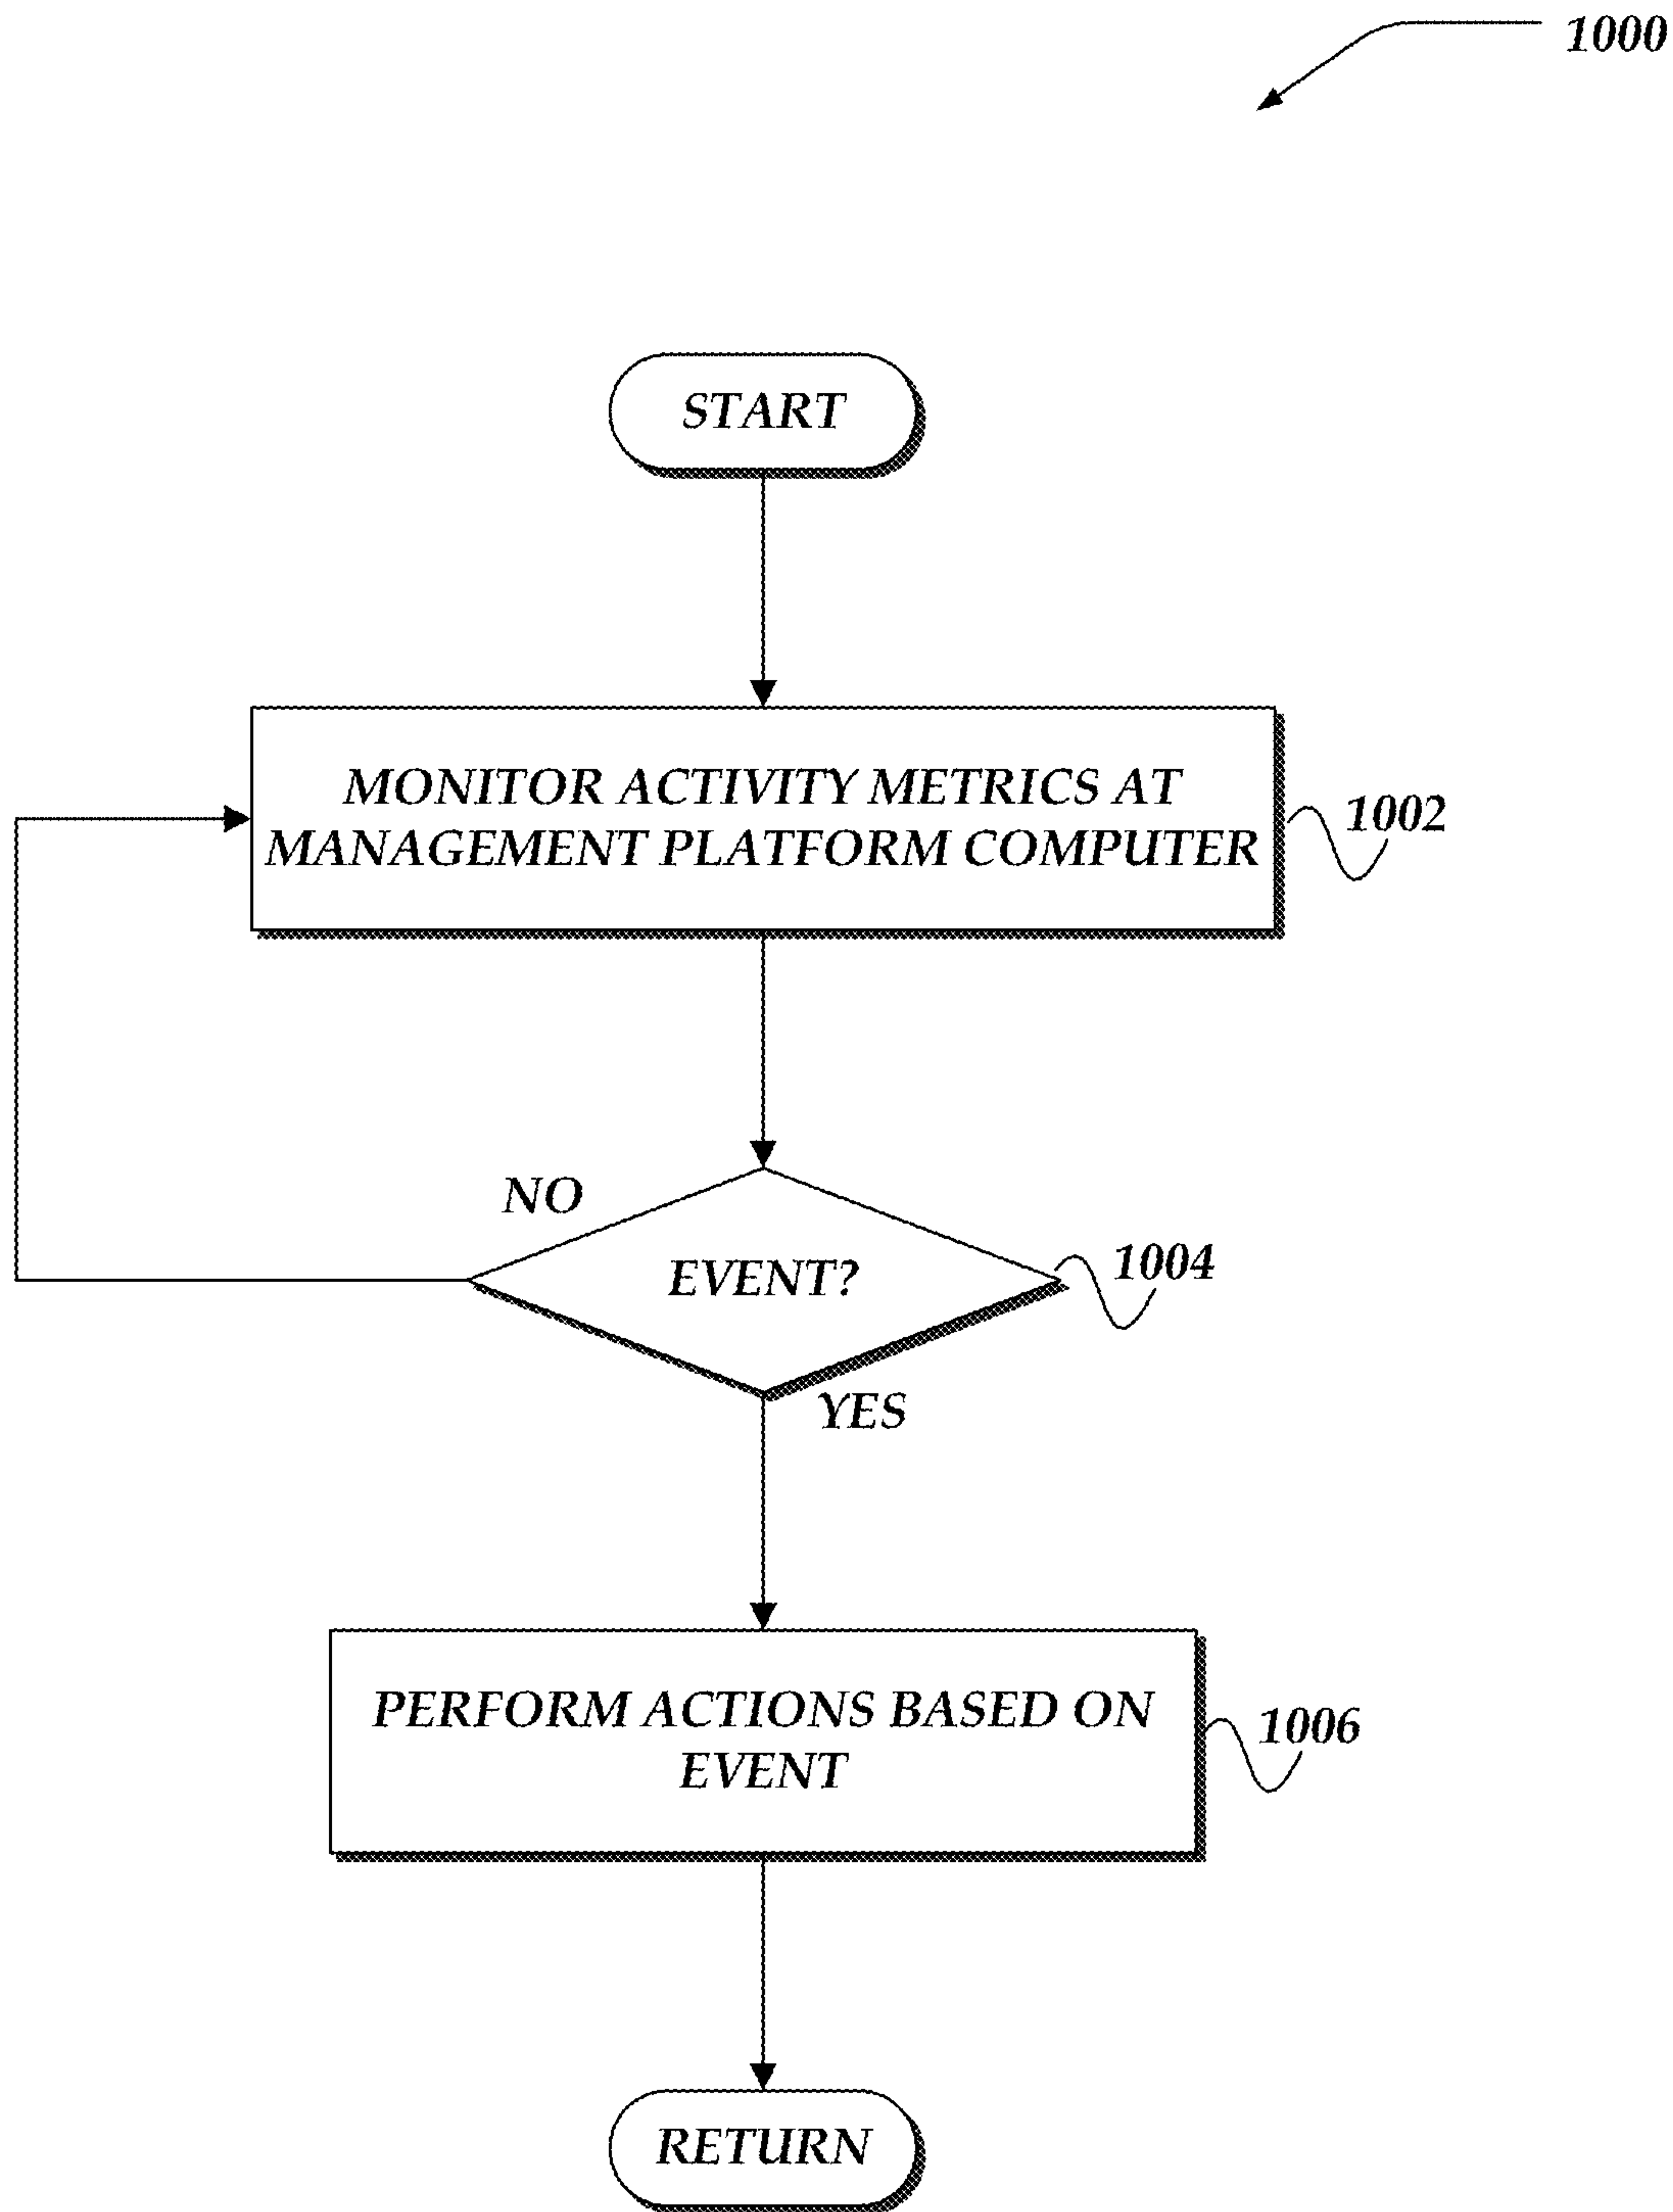 1000
START
MONITOR ACTIVITY METRICS AT
MANAGEMENT PLATFORM COMPUTER
1002
NO
EVENT?
1004
YES
PERFORM ACTIONS BASED ON
EVENT
1006
RETURN